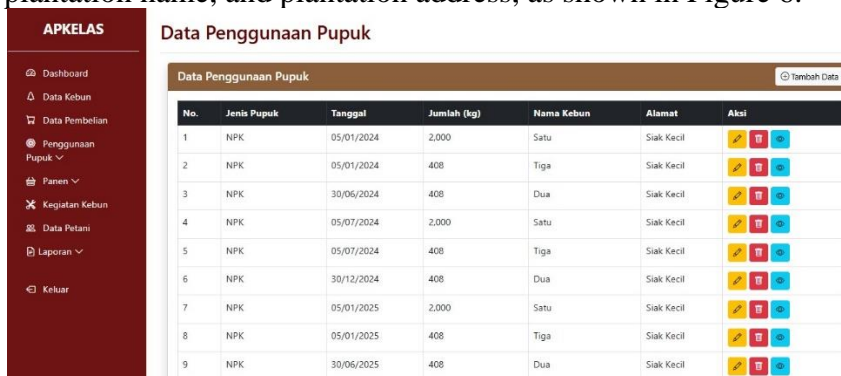 plantation name, and plantation address, as shown in Figure 6.
APKELAS
Data Penggunaan Pupuk
Dashboard
Data Kebun
Data Pembelian
Penggunaan
Pupuk
Panen
Kegiatan Kebun
Data Petani
Laporan
Keluar
Data Penggunaan Pupuk
Tambah Data
No. Jenis Pupuk Tanggal Jumlah (kg) Nama Kebun Alamat Aksi
1 NPK 05/01/2024 2,000 Satu Siak Kecil
2 NPK 05/01/2024 408 Tiga Siak Kecil
3 NPK 30/06/2024 408 Dua Siak Kecil
4 NPK 05/07/2024 2,000 Satu Siak Kecil
5 NPK 05/07/2024 408 Tiga Siak Kecil
6 NPK 30/12/2024 408 Dua Siak Kecil
7 NPK 05/01/2025 2,000 Satu Siak Kecil
8 NPK 05/01/2025 408 Tiga Siak Kecil
9 NPK 30/06/2025 408 Dua Siak Kecil